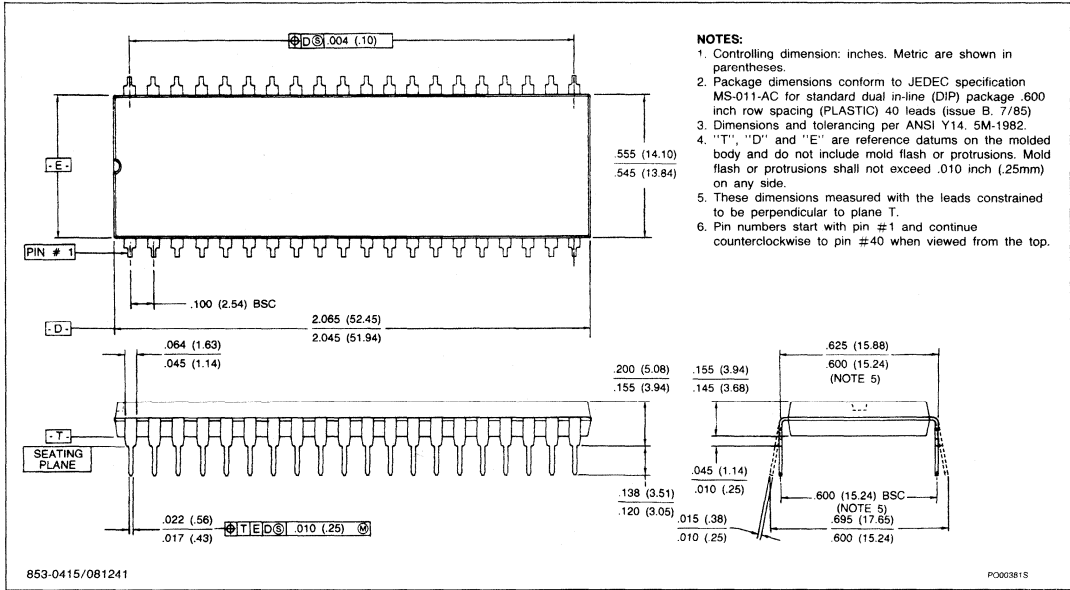 ⌖ D Ⓢ .004 (.10)
- E -
PIN # 1
.555 (14.10)
.545 (13.84)
.100 (2.54) BSC
- D -
2.065 (52.45)
2.045 (51.94)
NOTES:
1. Controlling dimension: inches. Metric are shown in
parentheses.
2. Package dimensions conform to JEDEC specification
MS-011-AC for standard dual in-line (DIP) package .600
inch row spacing (PLASTIC) 40 leads (issue B. 7/85)
3. Dimensions and tolerancing per ANSI Y14. 5M-1982.
4. ''T'', ''D'' and ''E'' are reference datums on the molded
body and do not include mold flash or protrusions. Mold
flash or protrusions shall not exceed .010 inch (.25mm)
on any side.
5. These dimensions measured with the leads constrained
to be perpendicular to plane T.
6. Pin numbers start with pin #1 and continue
counterclockwise to pin #40 when viewed from the top.
.064 (1.63)
.045 (1.14)
- T -
SEATING
PLANE
.022 (.56)
.017 (.43)
⌖ T E D Ⓢ .010 (.25) Ⓜ
.200 (5.08)
.155 (3.94)
.138 (3.51)
.120 (3.05)
.155 (3.94)
.145 (3.68)
.045 (1.14)
.010 (.25)
.015 (.38)
.010 (.25)
.625 (15.88)
.600 (15.24)
(NOTE 5)
.600 (15.24) BSC
(NOTE 5)
.695 (17.65)
.600 (15.24)
853-0415/081241
PO00381S